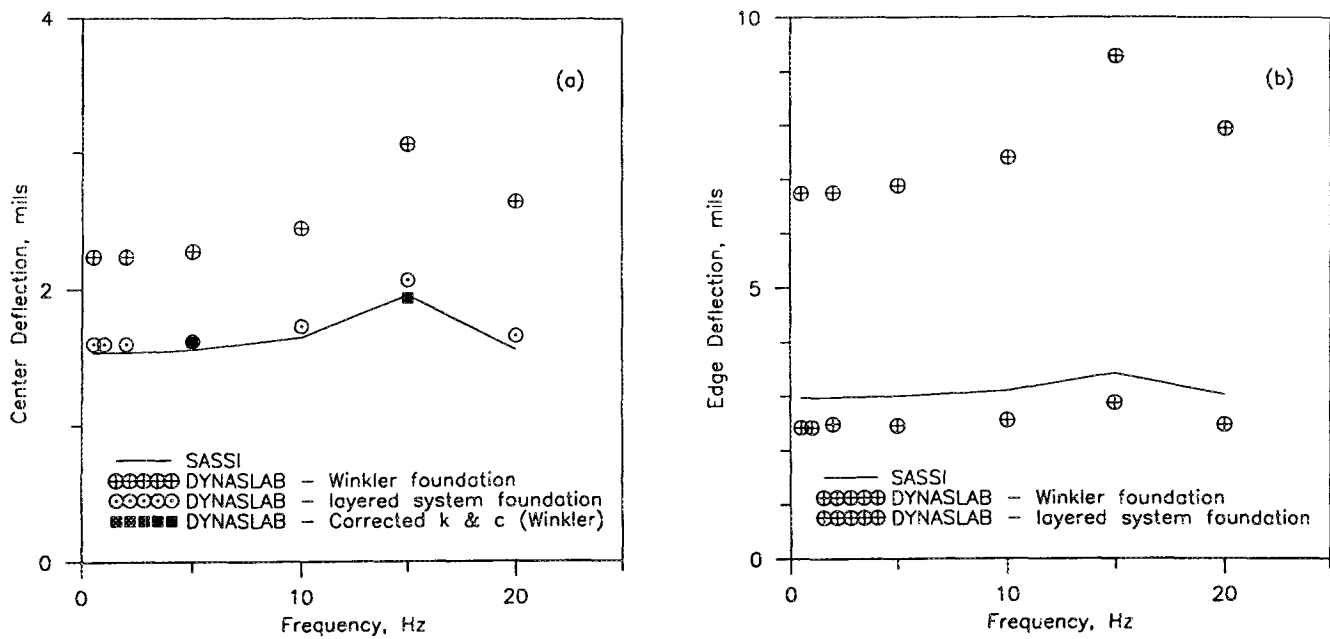 4
(a)
Center Deflection, mils
2
SASSI
DYNASLAB – Winkler foundation
DYNASLAB – layered system foundation
DYNASLAB – Corrected k & c (Winkler)
0
0
10
20
Frequency, Hz
10
(b)
Edge Deflection, mils
5
SASSI
DYNASLAB – Winkler foundation
DYNASLAB – layered system foundation
0
0
10
20
Frequency, Hz